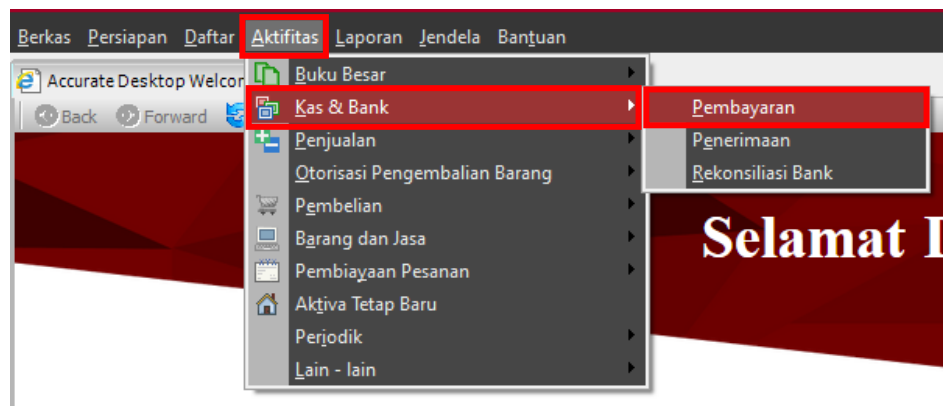 Berkas Persiapan Daftar Aktifitas Laporan Jendela Bantuan
Accurate Desktop Welcor
Back Forward
Buku Besar
Kas & Bank
Penjualan
Otorisasi Pengembalian Barang
Pembelian
Barang dan Jasa
Pembiayaan Pesanan
Aktiva Tetap Baru
Periodik
Lain - lain
Pembayaran
Penerimaan
Rekonsiliasi Bank
Selamat